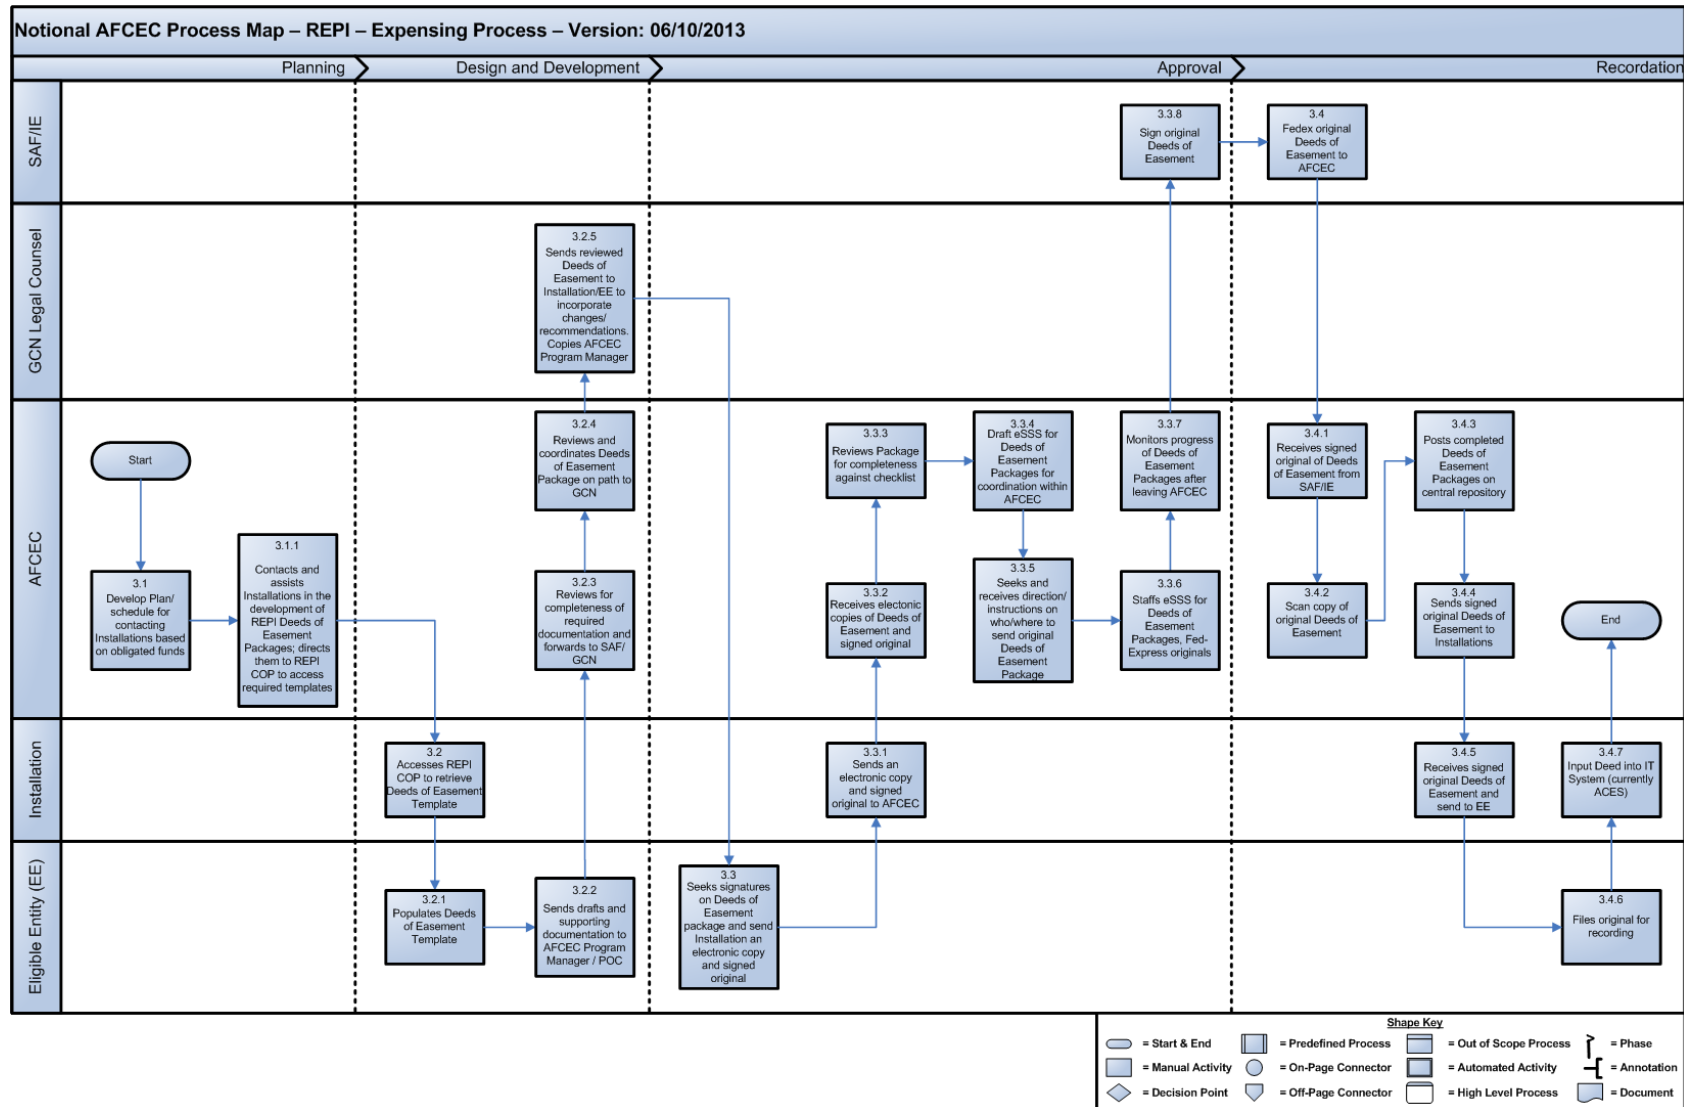 Notional AFCEC Process Map – REPI – Expensing Process – Version: 06/10/2013
Planning
Design and Development
Approval
Recordation
SAF/IE
3.3.8
Sign original
Deeds of
Easement
3.4
Fedex original
Deeds of
Easement to
AFCEC
GCN Legal Counsel
3.2.5
Sends reviewed
Deeds of
Easement to
Installation/EE to
incorporate
changes/
recommendations.
Copies AFCEC
Program Manager
AFCEC
Start
3.1
Develop Plan/
schedule for
contacting
Installations based
on obligated funds
3.1.1
Contacts and
assists
Installations in the
development of
REPI Deeds of
Easement
Packages; directs
them to REPI
COP to access
required templates
3.2.4
Reviews and
coordinates Deeds
of Easement
Package on path to
GCN
3.2.3
Reviews for
completeness of
required
documentation and
forwards to SAF/
GCN
3.3.3
Reviews Package
for completeness
against checklist
3.3.2
Receives electonic
copies of Deeds of
Easement and
signed original
3.3.4
Draft eSSS for
Deeds of
Easement
Packages for
coordination within
AFCEC
3.3.5
Seeks and
receives direction/
instructions on
who/where to
send original
Deeds of
Easement
Package
3.3.7
Monitors progress
of Deeds of
Easement
Packages after
leaving AFCEC
3.3.6
Staffs eSSS for
Deeds of
Easement
Packages, Fed-
Express originals
3.4.1
Receives signed
original of Deeds
of Easement from
SAF/IE
3.4.2
Scan copy of
original Deeds of
Easement
3.4.3
Posts completed
Deeds of
Easement
Packages on
central repository
3.4.4
Sends signed
original Deeds of
Easement to
Installations
End
Installation
3.2
Accesses REPI
COP to retrieve
Deeds of Easement
Template
3.3.1
Sends an
electronic copy
and signed
original to AFCEC
3.4.5
Receives signed
original Deeds of
Easement and
send to EE
3.4.7
Input Deed into IT
System (currently
ACES)
Eligible Entity (EE)
3.2.1
Populates Deeds
of Easement
Template
3.2.2
Sends drafts and
supporting
documentation to
AFCEC Program
Manager / POC
3.3
Seeks signatures
on Deeds of
Easement
package and send
Installation an
electronic copy
and signed
original
3.4.6
Files original for
recording
Shape Key
= Start & End
= Predefined Process
= Out of Scope Process
= Phase
= Manual Activity
= On-Page Connector
= Automated Activity
= Annotation
= Decision Point
= Off-Page Connector
= High Level Process
= Document